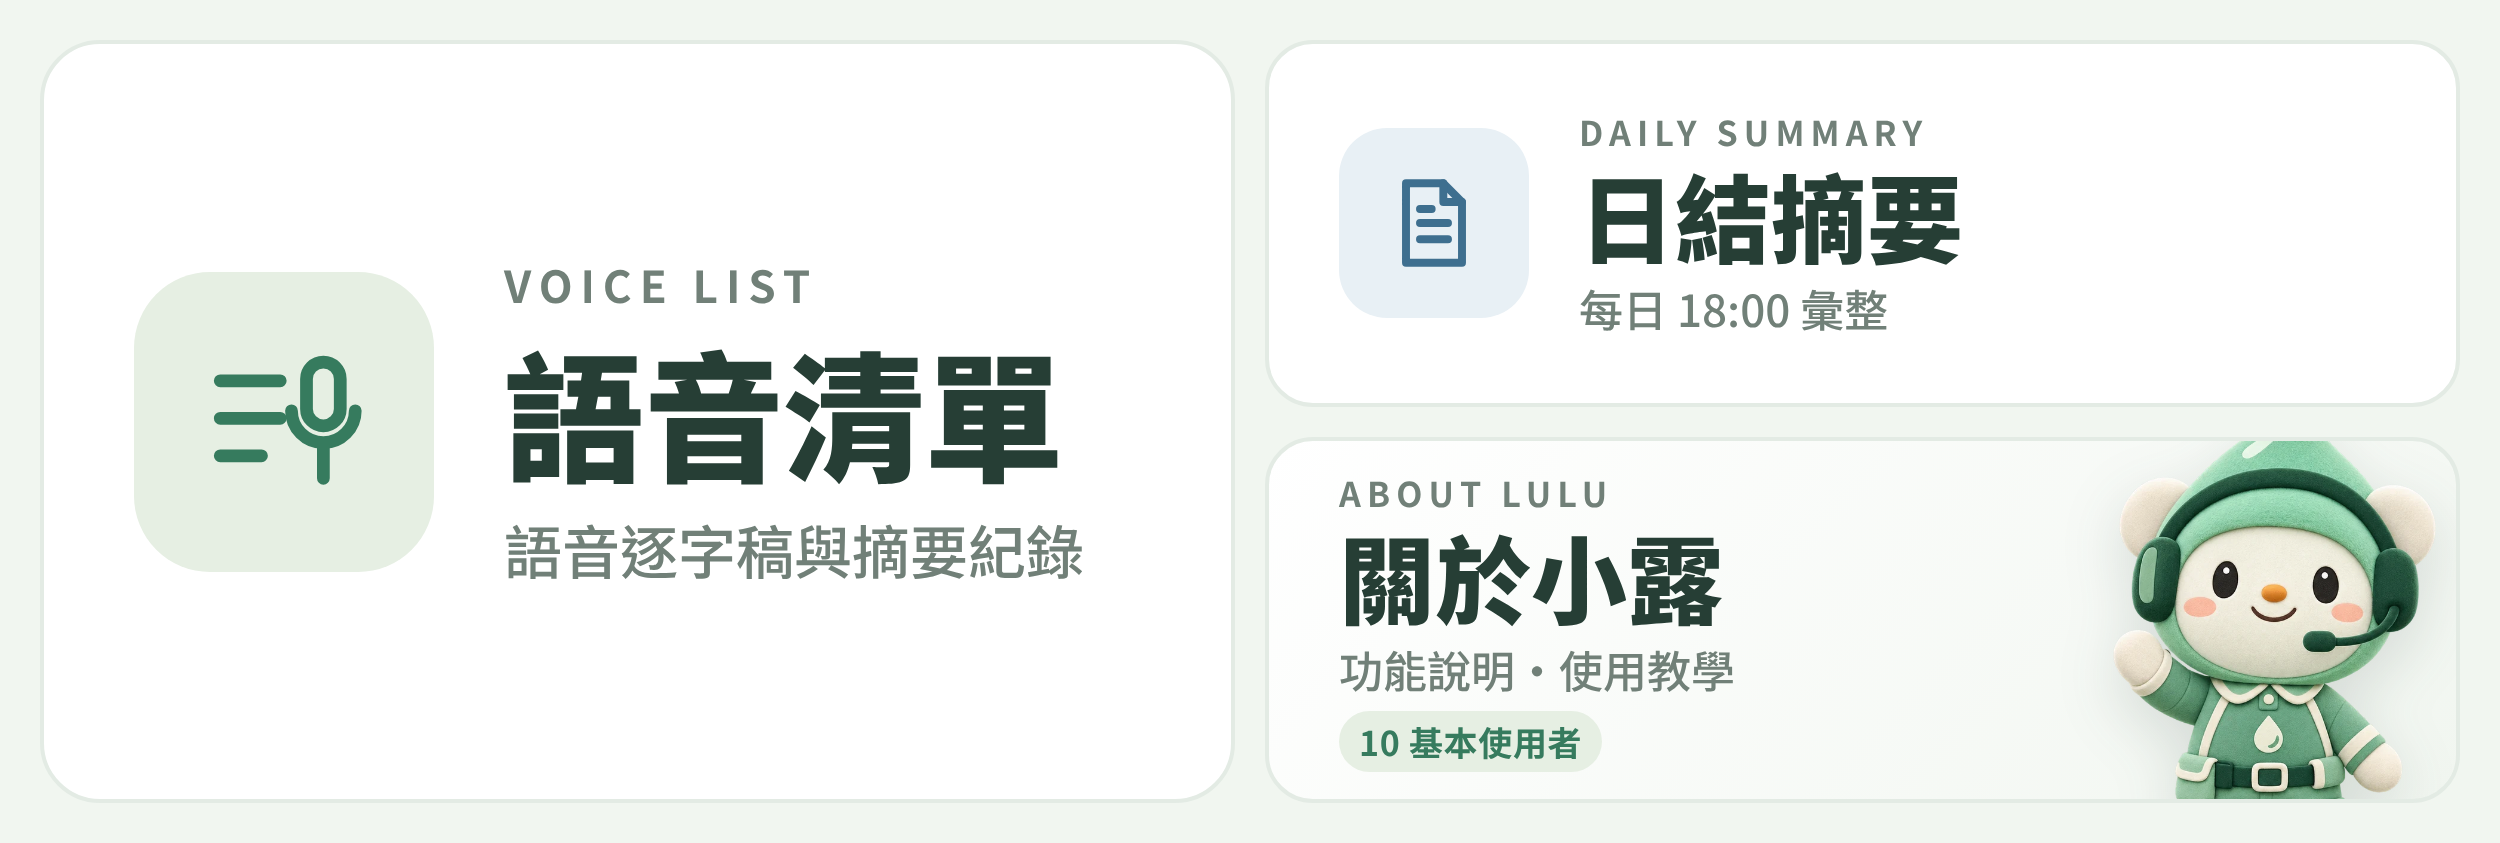 VOICE LIST
語音清單
語音逐字稿與摘要紀錄
DAILY SUMMARY
日結摘要
每日 18:00 彙整
ABOUT LULU
關於小露
功能說明・使用教學
10 基本使用者